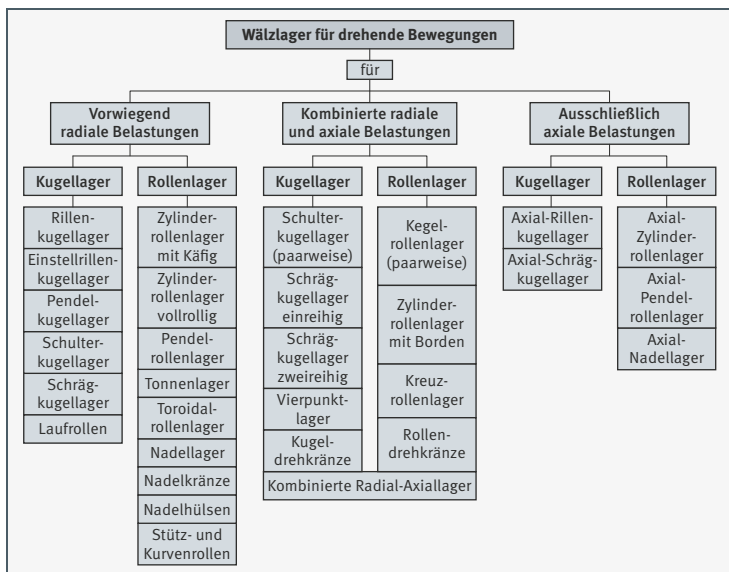 Wälzlager für drehende Bewegungen
für
Vorwiegend
radiale Belastungen
Kugellager
Rillen-
kugellager
Einstellrillen-
kugellager
Pendel-
kugellager
Schulter-
kugellager
Schräg-
kugellager
Laufrollen
Rollenlager
Zylinder-
rollenlager
mit Käfig
Zylinder-
rollenlager
vollrollig
Pendel-
rollenlager
Tonnenlager
Toroidal-
rollenlager
Nadellager
Nadelkränze
Nadelhülsen
Stütz- und
Kurvenrollen
Kombinierte radiale
und axiale Belastungen
Kugellager
Schulter-
kugellager
(paarweise)
Schräg-
kugellager
einreihig
Schräg-
kugellager
zweireihig
Vierpunkt-
lager
Kugel-
drehkränze
Rollenlager
Kegel-
rollenlager
(paarweise)
Zylinder-
rollenlager
mit Borden
Kreuz-
rollenlager
Rollen-
drehkränze
Kombinierte Radial-Axiallager
Ausschließlich
axiale Belastungen
Kugellager
Axial-Rillen-
kugellager
Axial-Schräg-
kugellager
Rollenlager
Axial-
Zylinder-
rollenlager
Axial-
Pendel-
rollenlager
Axial-
Nadellager